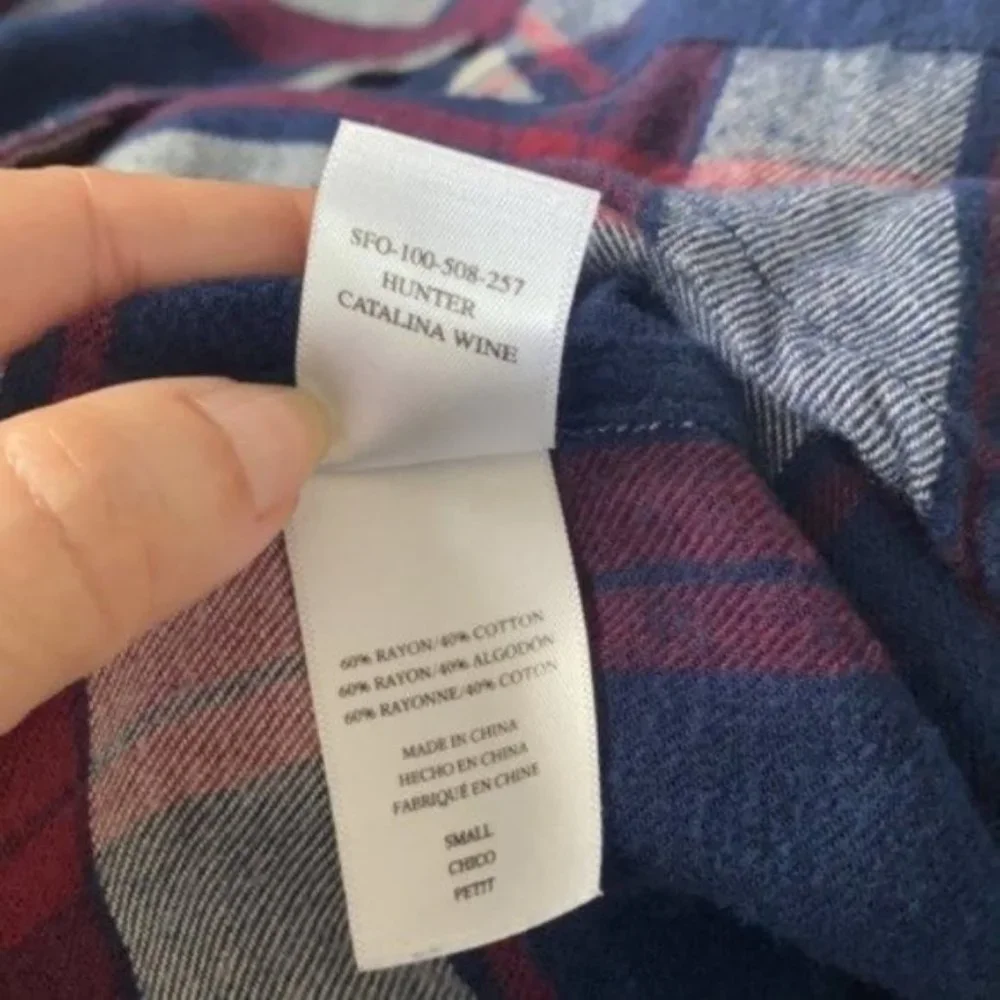 SFO-100-508-257
HUNTER
CATALINA WINE
60% RAYON/40% COTTON
60% RAYON/40% ALGODÓN
60% RAYONNE/40% COTON
MADE IN CHINA
HECHO EN CHINA
FABRIQUÉ EN CHINE
SMALL
CHICO
PETIT